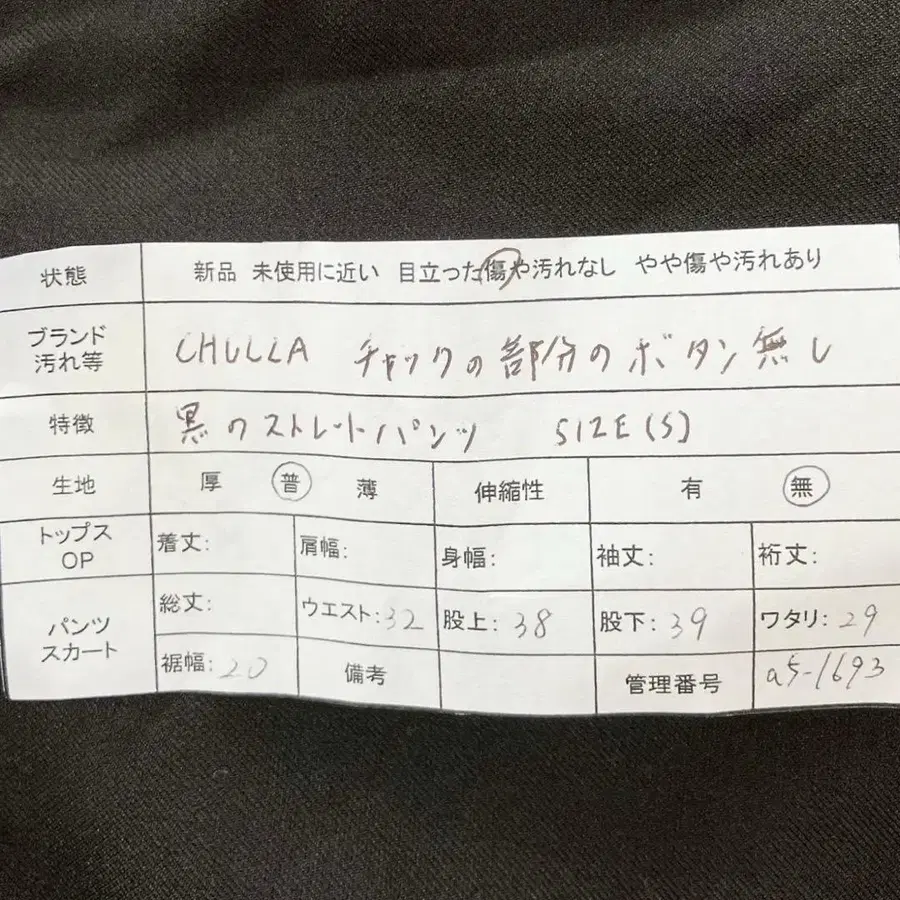 状態 新品 未使用に近い 目立った傷や汚れなし やや傷や汚れあり
ブランド
汚れ等
CHULLA チャックの部分のボタン無し
特徴 黒のストレートパンツ SIZE(S)
生地 厚 普 薄 伸縮性 有 無
トップス
OP
着丈: 肩幅: 身幅: 袖丈: 裄丈:
パンツ
スカート
総丈: ウエスト:32 股上:38 股下:39 ワタリ:29
裾幅:20 備考 管理番号 a5-1693